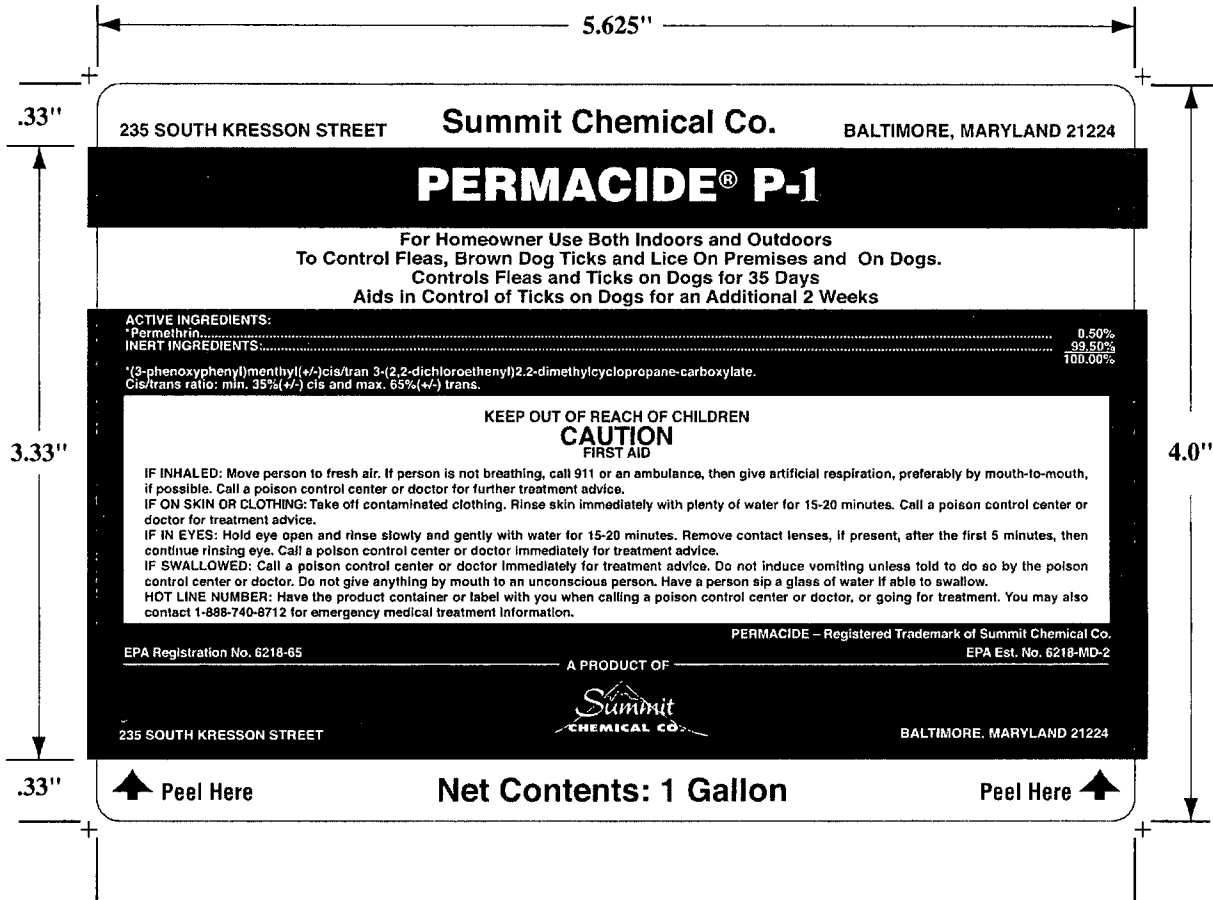 5.625"
.33"
235 SOUTH KRESSON STREET Summit Chemical Co. BALTIMORE, MARYLAND 21224
PERMACIDE® P-1
For Homeowner Use Both Indoors and Outdoors
To Control Fleas, Brown Dog Ticks and Lice On Premises and On Dogs.
Controls Fleas and Ticks on Dogs for 35 Days
Aids in Control of Ticks on Dogs for an Additional 2 Weeks
ACTIVE INGREDIENTS:
*Permethrin 0.50%
INERT INGREDIENTS: 99.50%
100.00%
*(3-phenoxyphenyl)menthyl(+/-)cis/tran 3-(2,2-dichloroethenyl)2.2-dimethylcyclopropane-carboxylate.
Cis/trans ratio: min. 35%(+/-) cis and max. 65%(+/-) trans.
KEEP OUT OF REACH OF CHILDREN
CAUTION
FIRST AID
3.33"
4.0"
IF INHALED: Move person to fresh air. If person is not breathing, call 911 or an ambulance, then give artificial respiration, preferably by mouth-to-mouth,
if possible. Call a poison control center or doctor for further treatment advice.
IF ON SKIN OR CLOTHING: Take off contaminated clothing. Rinse skin immediately with plenty of water for 15-20 minutes. Call a poison control center or
doctor for treatment advice.
IF IN EYES: Hold eye open and rinse slowly and gently with water for 15-20 minutes. Remove contact lenses, if present, after the first 5 minutes, then
continue rinsing eye. Call a poison control center or doctor immediately for treatment advice.
IF SWALLOWED: Call a poison control center or doctor immediately for treatment advice. Do not induce vomiting unless told to do so by the poison
control center or doctor. Do not give anything by mouth to an unconscious person. Have a person sip a glass of water if able to swallow.
HOT LINE NUMBER: Have the product container or label with you when calling a poison control center or doctor, or going for treatment. You may also
contact 1-888-740-8712 for emergency medical treatment information.
PERMACIDE – Registered Trademark of Summit Chemical Co.
EPA Registration No. 6218-65 EPA Est. No. 6218-MD-2
A PRODUCT OF
Summit
CHEMICAL CO.
235 SOUTH KRESSON STREET BALTIMORE, MARYLAND 21224
.33"
Peel Here Net Contents: 1 Gallon Peel Here